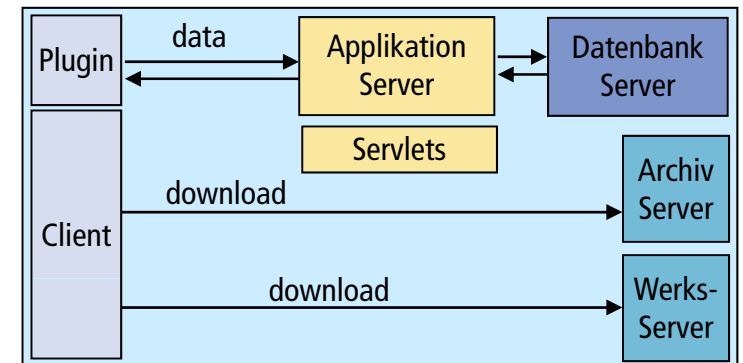 Plugin
data
Applikation
Server
Datenbank
Server
Servlets
Client
download
Archiv
Server
download
Werks-
Server